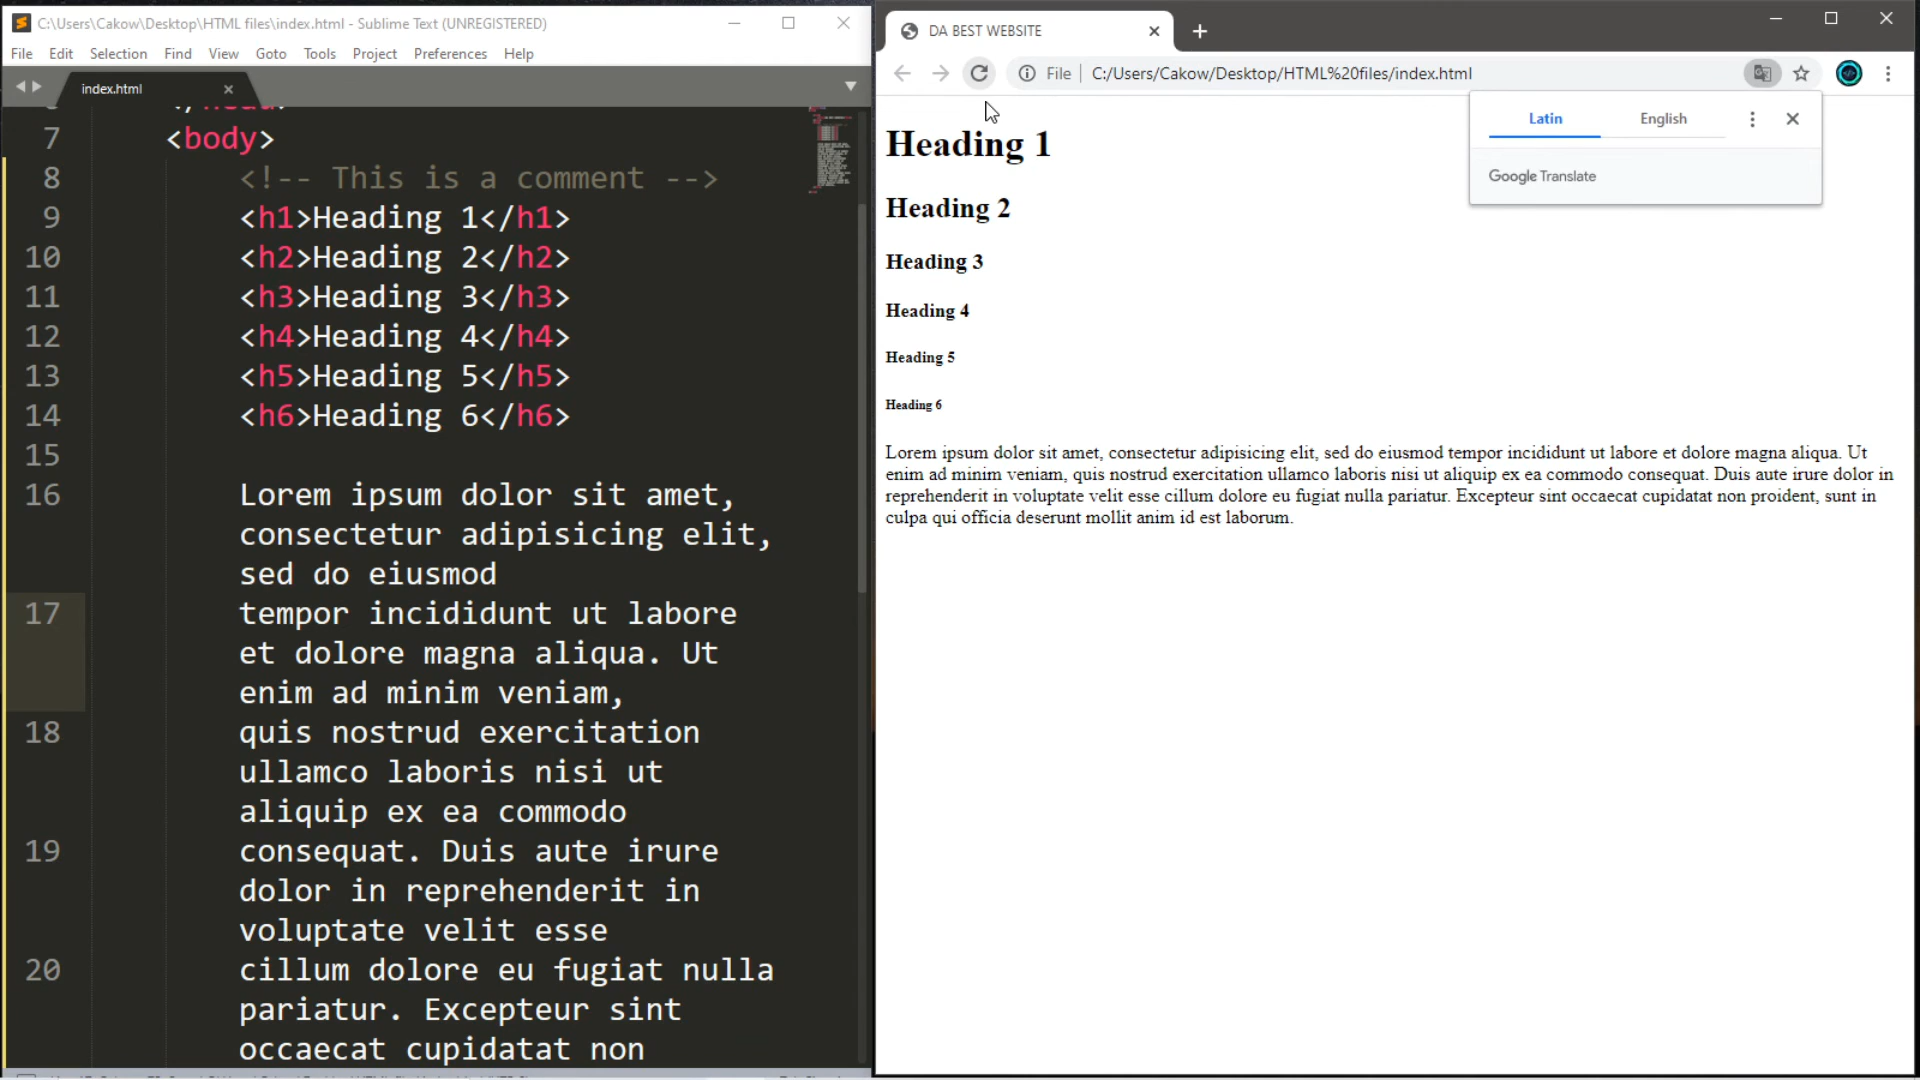 C:\Users\Cakow\Desktop\HTML files\index.html - Sublime Text (UNREGISTERED)
File Edit Selection Find View Goto Tools Project Preferences Help
index.html
7 <body>
8 <!-- This is a comment -->
9 <h1>Heading 1</h1>
10 <h2>Heading 2</h2>
11 <h3>Heading 3</h3>
12 <h4>Heading 4</h4>
13 <h5>Heading 5</h5>
14 <h6>Heading 6</h6>
15
16 Lorem ipsum dolor sit amet,
consectetur adipisicing elit,
sed do eiusmod
17 tempor incididunt ut labore
et dolore magna aliqua. Ut
enim ad minim veniam,
18 quis nostrud exercitation
ullamco laboris nisi ut
aliquip ex ea commodo
19 consequat. Duis aute irure
dolor in reprehenderit in
voluptate velit esse
20 cillum dolore eu fugiat nulla
pariatur. Excepteur sint
occaecat cupidatat non
DA BEST WEBSITE
File C:/Users/Cakow/Desktop/HTML%20files/index.html
Latin English
Google Translate
Heading 1
Heading 2
Heading 3
Heading 4
Heading 5
Heading 6
Lorem ipsum dolor sit amet, consectetur adipisicing elit, sed do eiusmod tempor incididunt ut labore et dolore magna aliqua. Ut
enim ad minim veniam, quis nostrud exercitation ullamco laboris nisi ut aliquip ex ea commodo consequat. Duis aute irure dolor in
reprehenderit in voluptate velit esse cillum dolore eu fugiat nulla pariatur. Excepteur sint occaecat cupidatat non proident, sunt in
culpa qui officia deserunt mollit anim id est laborum.